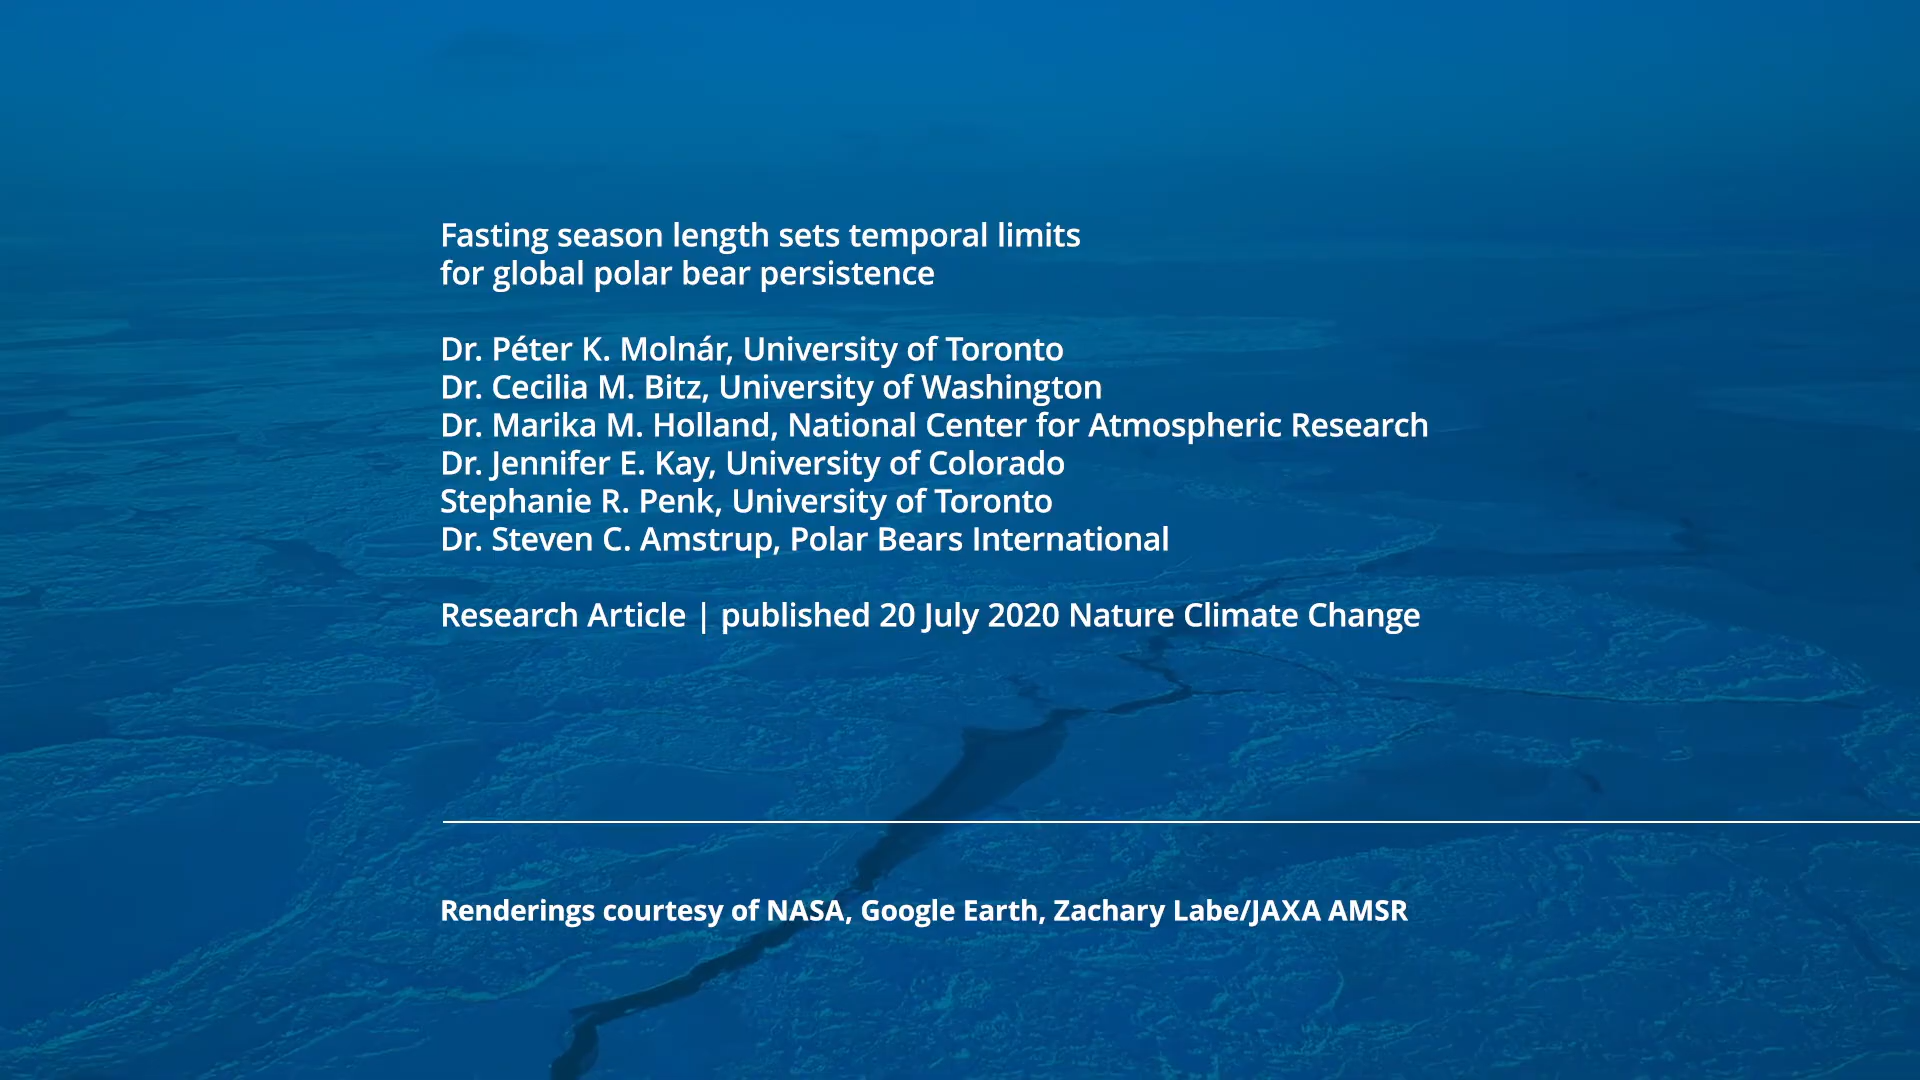 Fasting season length sets temporal limits
for global polar bear persistence
Dr. Péter K. Molnár, University of Toronto
Dr. Cecilia M. Bitz, University of Washington
Dr. Marika M. Holland, National Center for Atmospheric Research
Dr. Jennifer E. Kay, University of Colorado
Stephanie R. Penk, University of Toronto
Dr. Steven C. Amstrup, Polar Bears International
Research Article | published 20 July 2020 Nature Climate Change
Renderings courtesy of NASA, Google Earth, Zachary Labe/JAXA AMSR